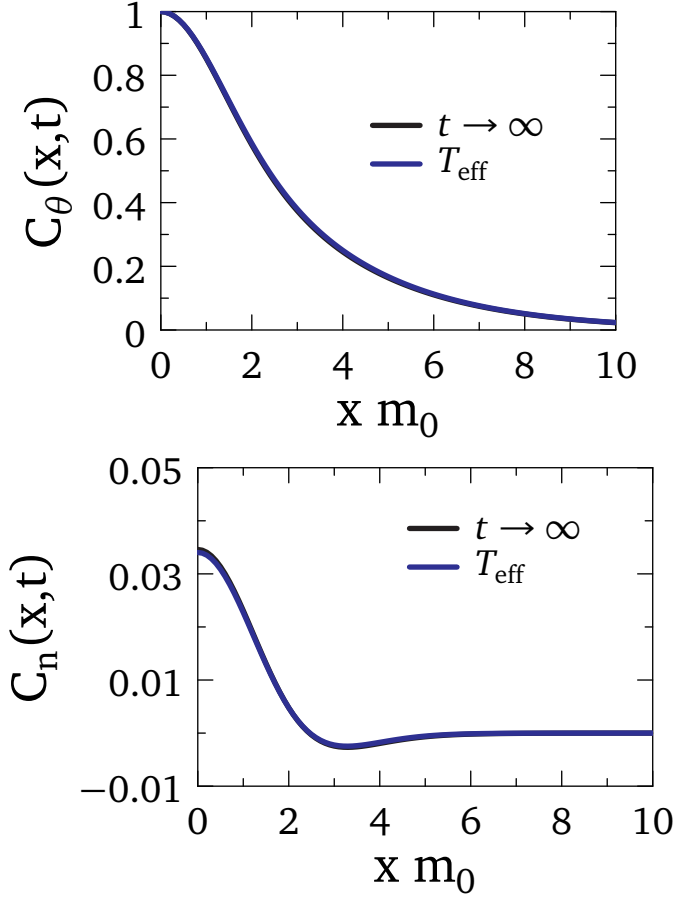 1
0.8
0.6
0.4
0.2
0
C_θ (x,t)
t → ∞
T_eff
0 2 4 6 8 10
x m_0
0.05
0.03
0.01
−0.01
C_n (x,t)
t → ∞
T_eff
0 2 4 6 8 10
x m_0